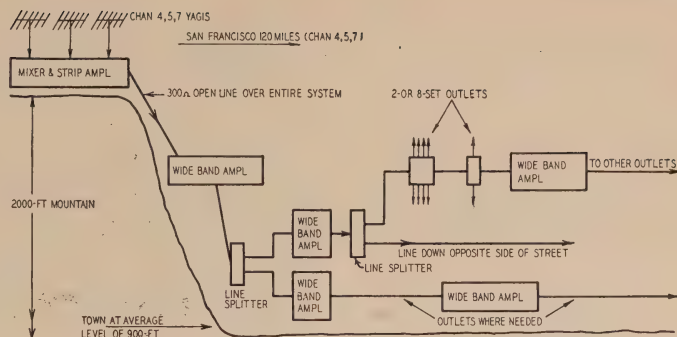 CHAN 4,5,7 YAGIS
SAN FRANCISCO 120 MILES (CHAN 4,5,7)
MIXER & STRIP AMPL
300Ω OPEN LINE OVER ENTIRE SYSTEM
2-OR 8-SET OUTLETS
WIDE BAND AMPL
WIDE BAND
AMPL
TO OTHER OUTLETS
2000-FT MOUNTAIN
WIDE
BAND
AMPL
LINE DOWN OPPOSITE SIDE OF STREET
LINE SPLITTER
LINE
SPLITTER
WIDE
BAND
AMPL
WIDE BAND AMPL
OUTLETS WHERE NEEDED
TOWN AT AVERAGE
LEVEL OF 900-FT